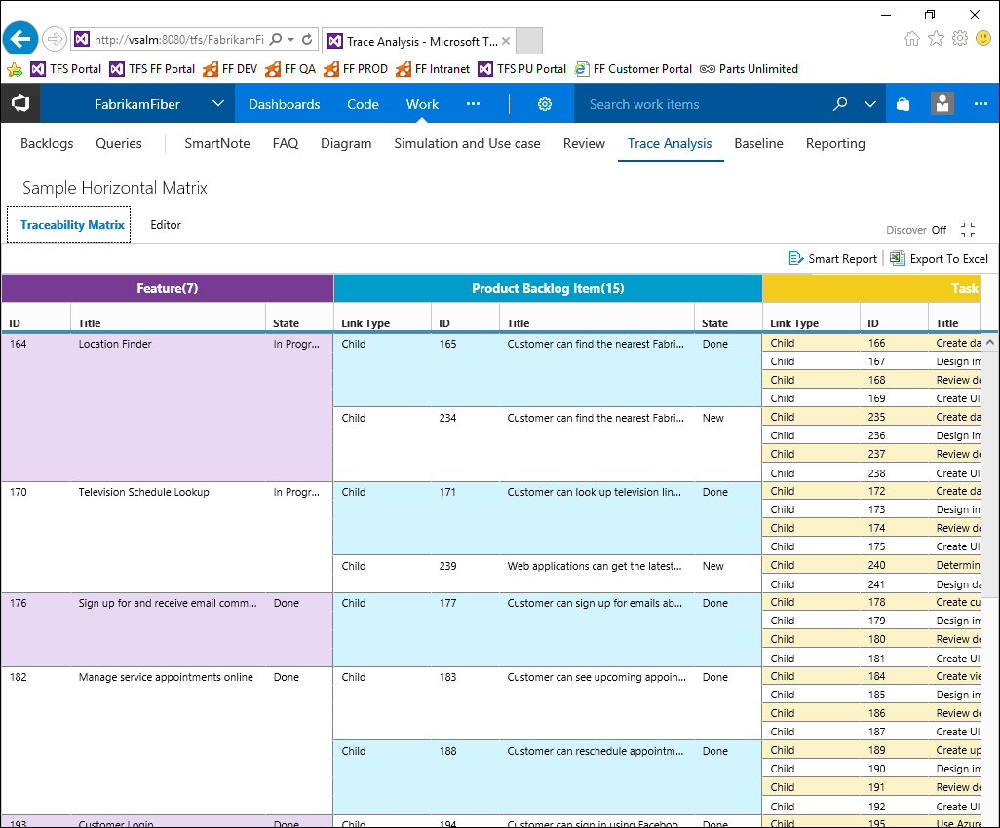 http://vsalm:8080/tfs/FabrikamFi
Trace Analysis - Microsoft T...
TFS Portal TFS FF Portal FF DEV FF QA FF PROD FF Intranet TFS PU Portal FF Customer Portal Parts Unlimited
FabrikamFiber Dashboards Code Work ... Search work items ...
Backlogs Queries SmartNote FAQ Diagram Simulation and Use case Review Trace Analysis Baseline Reporting
Sample Horizontal Matrix
Traceability Matrix Editor
Discover Off
Smart Report Export To Excel
Feature(7) Product Backlog Item(15) Task
ID Title State Link Type ID Title State Link Type ID Title
164 Location Finder In Progr... Child 165 Customer can find the nearest Fabri... Done Child 166 Create da
Child 167 Design im
Child 168 Review de
Child 169 Create UI
Child 234 Customer can find the nearest Fabri... New Child 235 Create da
Child 236 Design im
Child 237 Review de
Child 238 Create UI
170 Television Schedule Lookup In Progr... Child 171 Customer can look up television lin... Done Child 172 Create da
Child 173 Design im
Child 174 Review de
Child 175 Create UI
Child 239 Web applications can get the latest... New Child 240 Determin
Child 241 Design da
176 Sign up for and receive email comm... Done Child 177 Customer can sign up for emails ab... Done Child 178 Create cu
Child 179 Design im
Child 180 Review de
Child 181 Create UI
182 Manage service appointments online Done Child 183 Customer can see upcoming appoin... Done Child 184 Create vie
Child 185 Design im
Child 186 Review de
Child 187 Create UI
Child 188 Customer can reschedule appointm... Done Child 189 Create up
Child 190 Design im
Child 191 Review de
Child 192 Create UI
193 Customer Login Done Child 194 Customer can sign in using Faceboo... Done Child 195 Use Azure